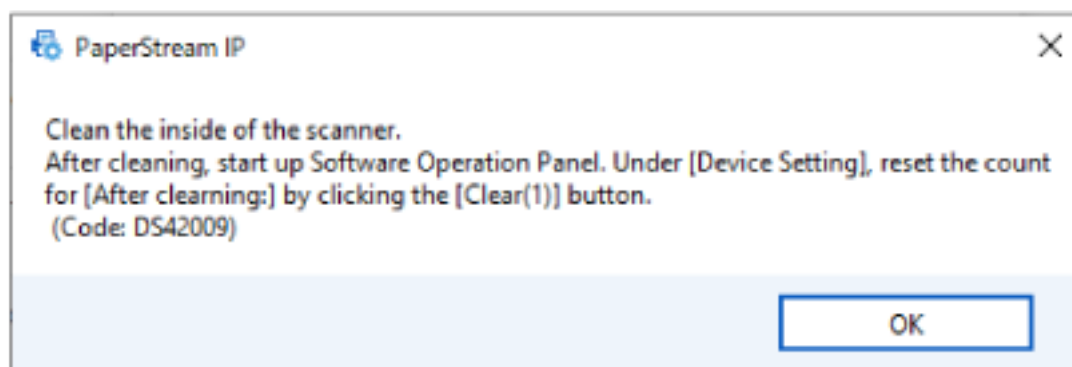 PaperStream IP
Clean the inside of the scanner.
After cleaning, start up Software Operation Panel. Under [Device Setting], reset the count
for [After clearning:] by clicking the [Clear(1)] button.
(Code: DS42009)
OK